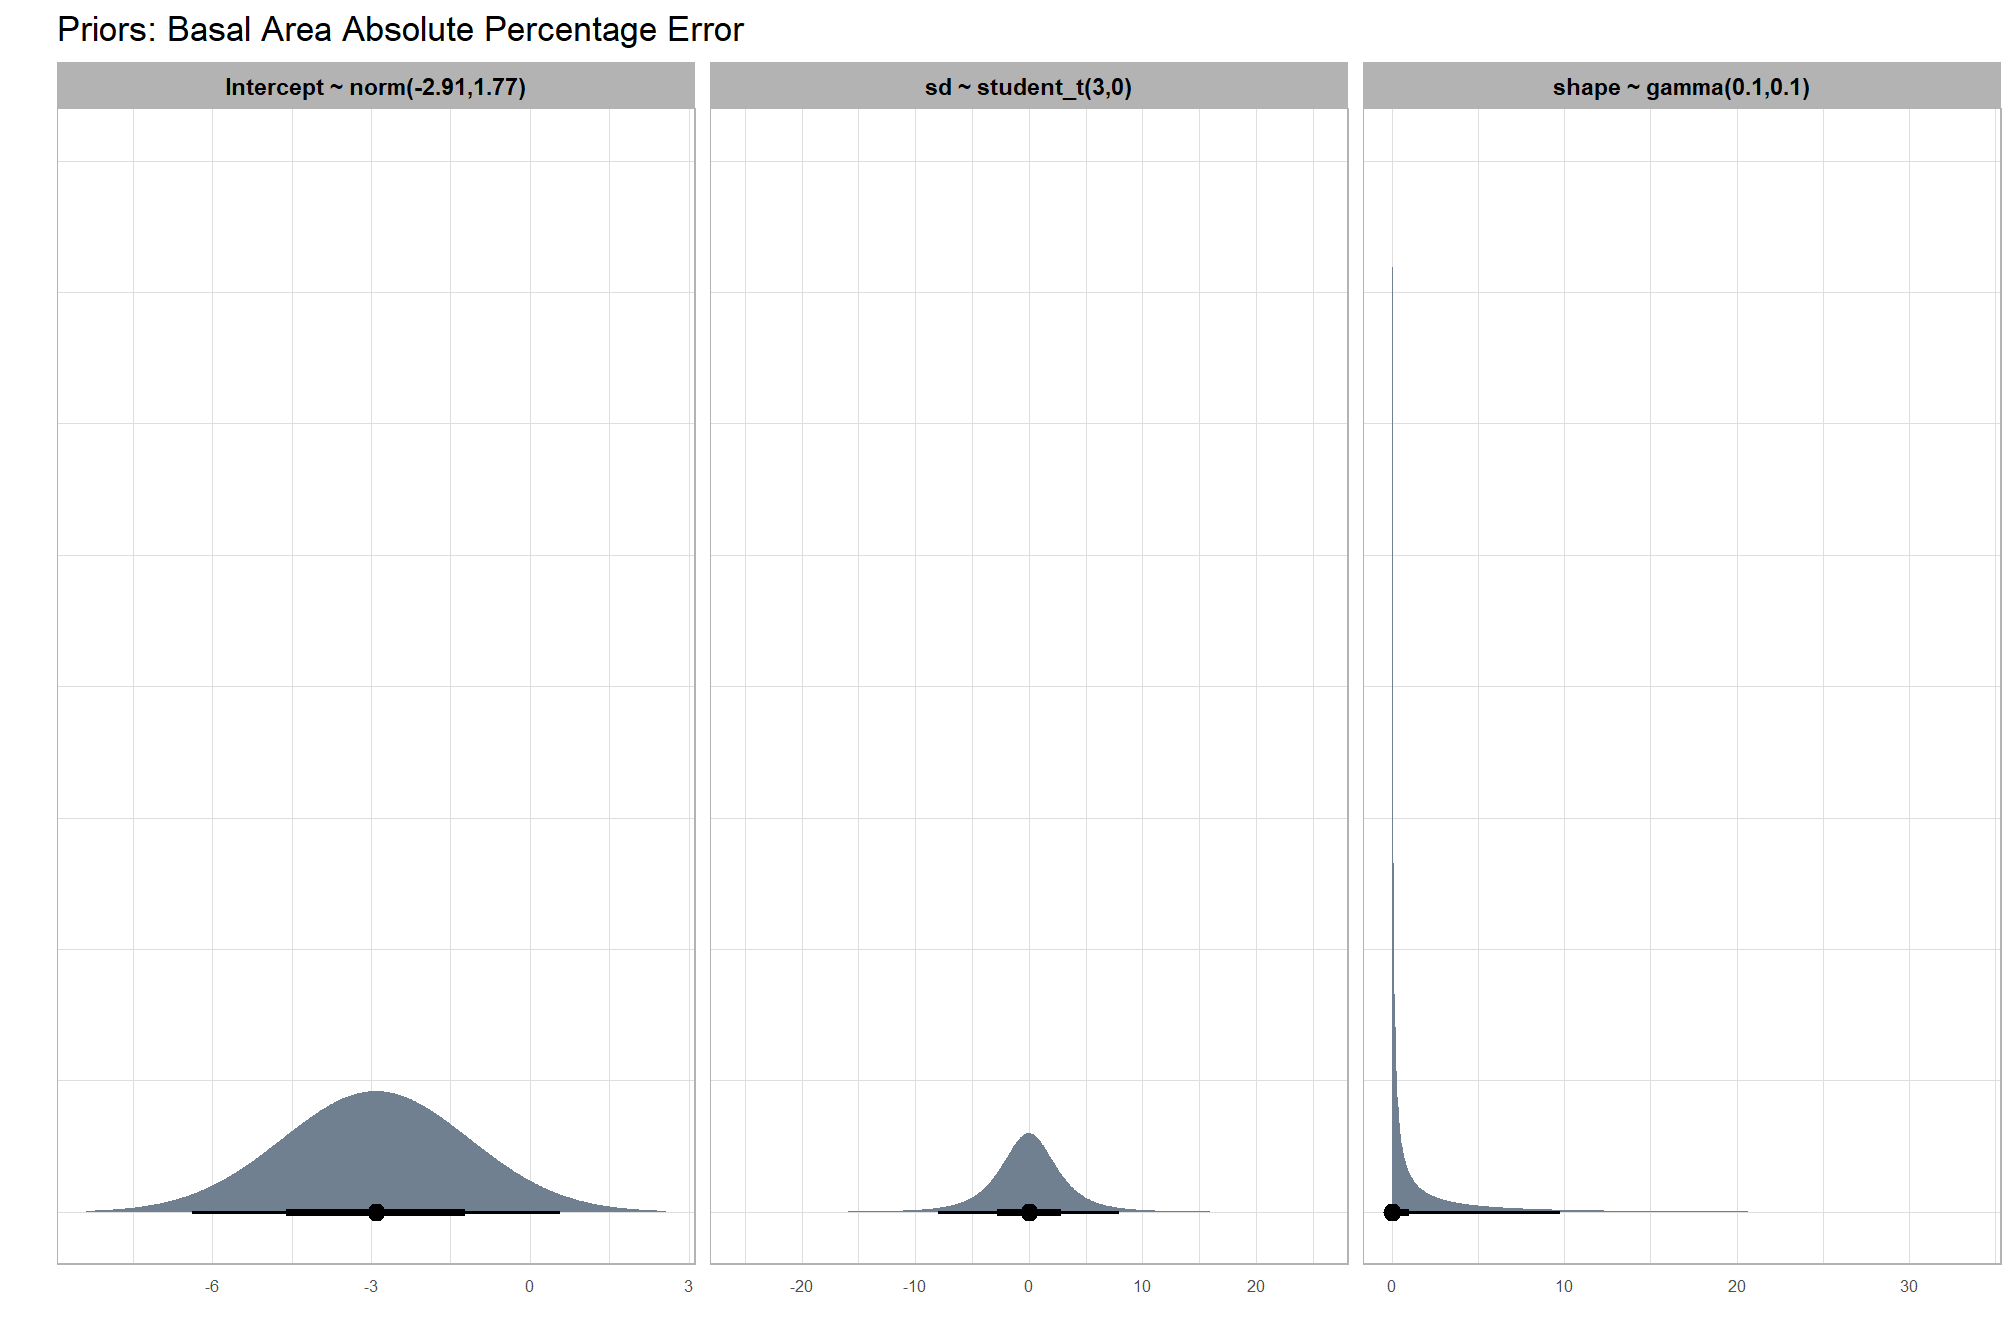 Priors: Basal Area Absolute Percentage Error
Intercept ~ norm(-2.91,1.77)
sd ~ student_t(3,0)
shape ~ gamma(0.1,0.1)
-6 -3 0 3
-20 -10 0 10 20
0 10 20 30